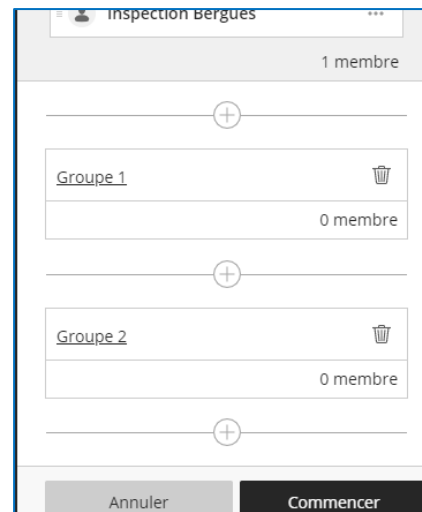 Inspection Bergues
1 membre
Groupe 1
0 membre
Groupe 2
0 membre
Annuler
Commencer